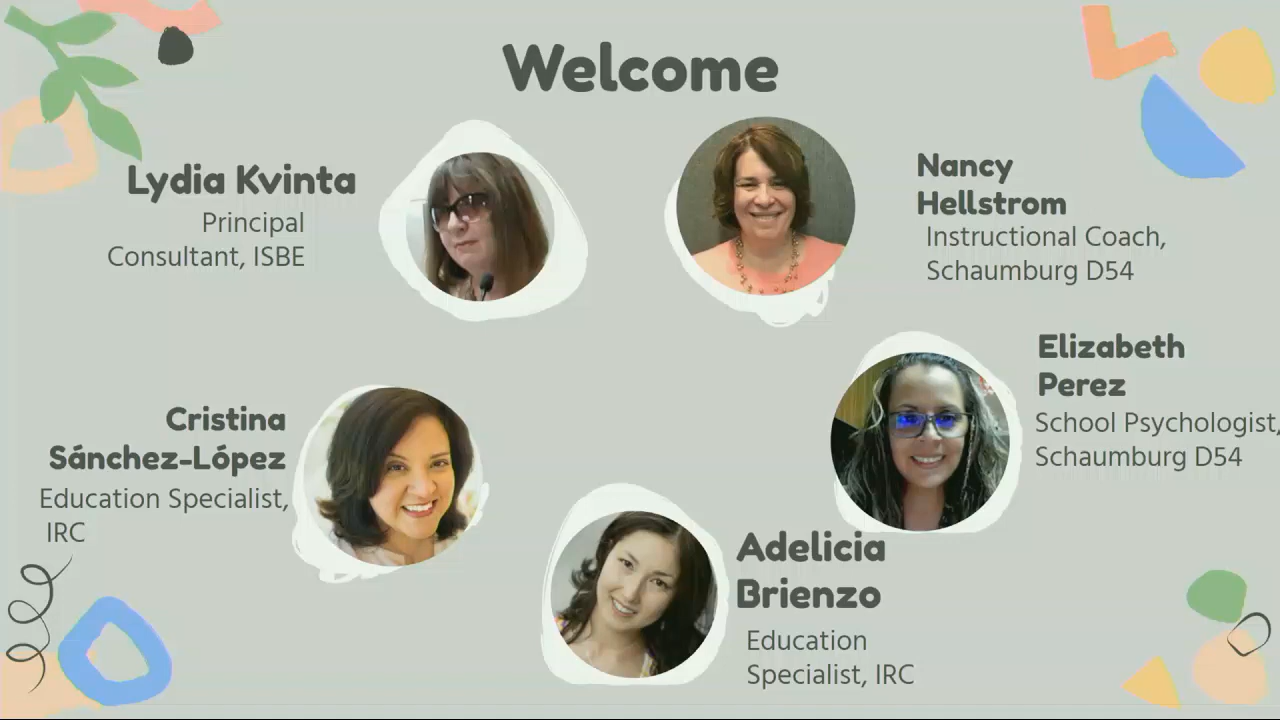 Welcome
Lydia Kvinta
Principal
Consultant, ISBE
Nancy
Hellstrom
Instructional Coach,
Schaumburg D54
Elizabeth
Perez
School Psychologist,
Schaumburg D54
Cristina
Sánchez-López
Education Specialist,
IRC
Adelicia
Brienzo
Education
Specialist, IRC